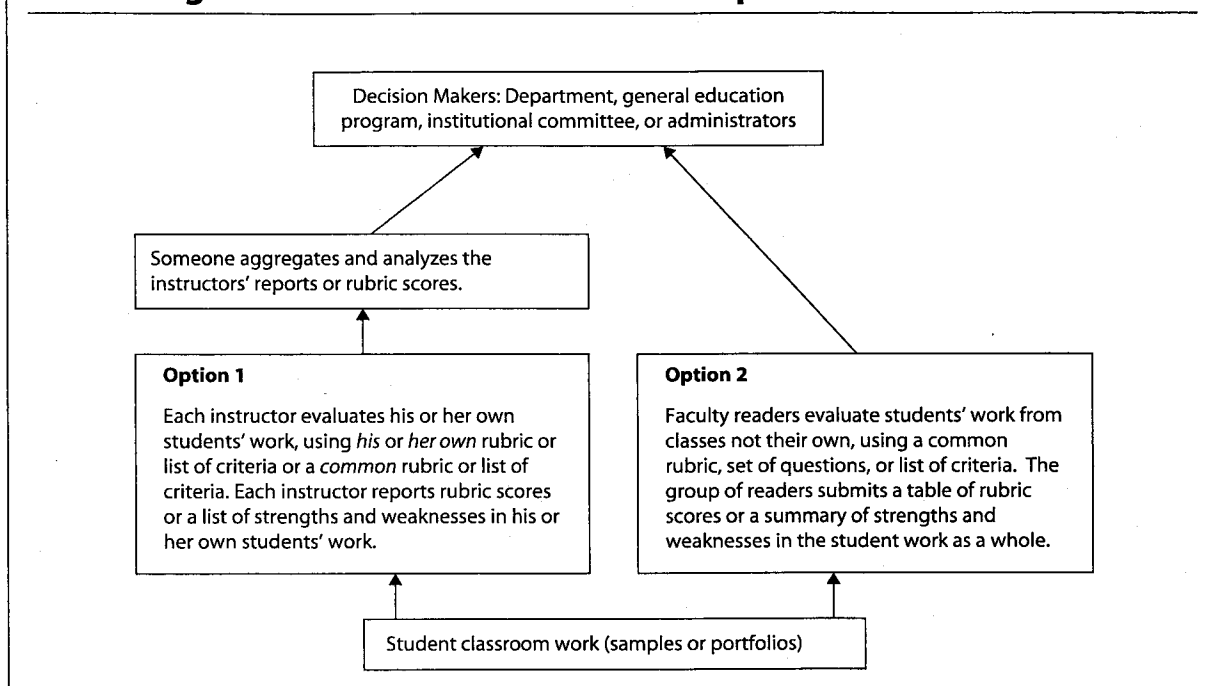 Decision Makers: Department, general education
program, institutional committee, or administrators
Someone aggregates and analyzes the
instructors' reports or rubric scores.
Option 1
Each instructor evaluates his or her own
students' work, using his or her own rubric or
list of criteria or a common rubric or list of
criteria. Each instructor reports rubric scores
or a list of strengths and weaknesses in his or
her own students' work.
Option 2
Faculty readers evaluate students' work from
classes not their own, using a common
rubric, set of questions, or list of criteria. The
group of readers submits a table of rubric
scores or a summary of strengths and
weaknesses in the student work as a whole.
Student classroom work (samples or portfolios)